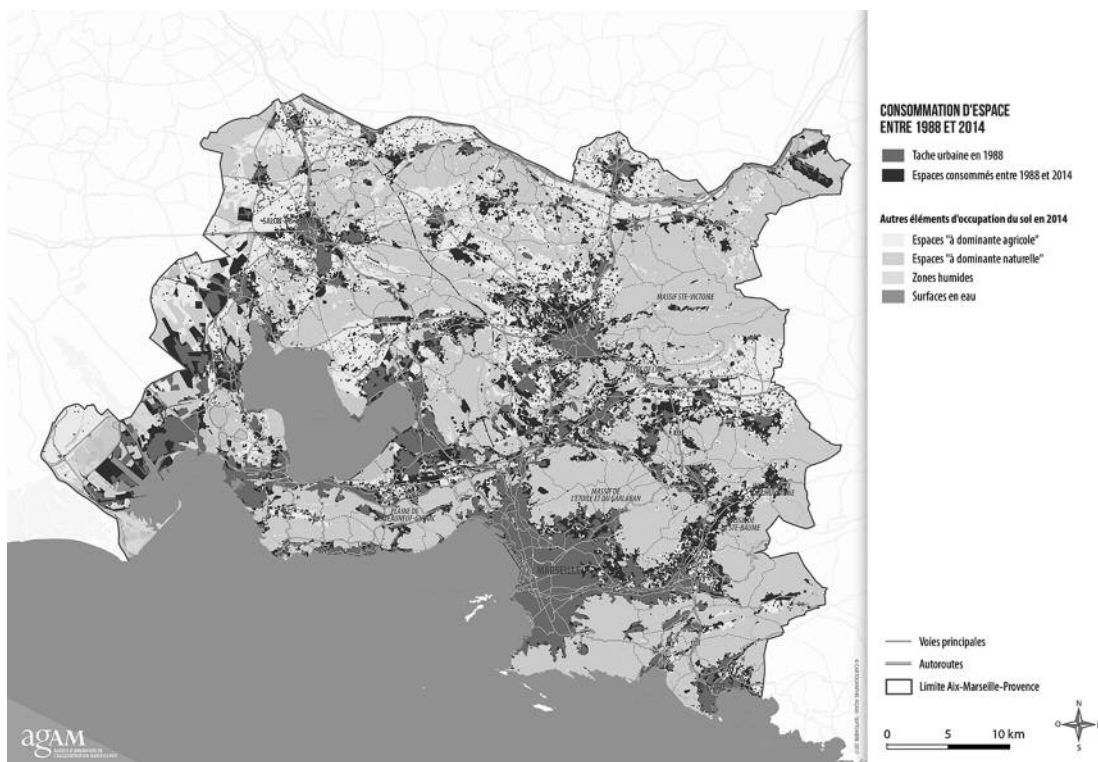 CONSOMMATION D'ESPACE
ENTRE 1988 ET 2014
Tache urbaine en 1988
Espaces consommés entre 1988 et 2014
Autres éléments d'occupation du sol en 2014
Espaces "à dominante agricole"
Espaces "à dominante naturelle"
Zones humides
Surfaces en eau
SALON-
MASSIF STE-VICTOIRE
MASSIF DE
L'ÉTOILE ET DU GARLABAN
PLAINE DE
STE-BAUME
MARSEILLE
Voies principales
Autoroutes
Limite Aix-Marseille-Provence
0 5 10 km
N
O
S
agAM